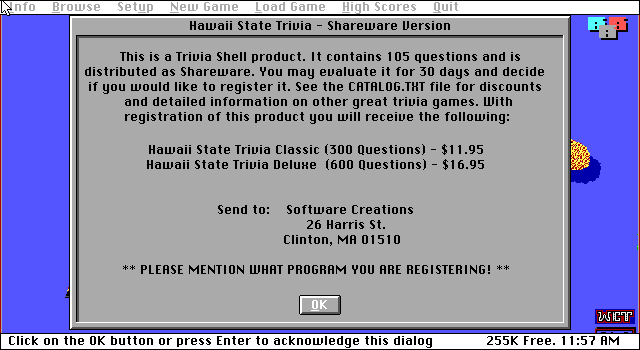 Info Browse Setup New Game Load Game High Scores Quit
Hawaii State Trivia - Shareware Version
This is a Trivia Shell product. It contains 105 questions and is
distributed as Shareware. You may evaluate it for 30 days and decide
if you would like to register it. See the CATALOG.TXT file for discounts
and detailed information on other great trivia games. With
registration of this product you will receive the following:
Hawaii State Trivia Classic (300 Questions) - $11.95
Hawaii State Trivia Deluxe (600 Questions) - $16.95
Send to: Software Creations
26 Harris St.
Clinton, MA 01510
** PLEASE MENTION WHAT PROGRAM YOU ARE REGISTERING! **
OK
WCT
Click on the OK button or press Enter to acknowledge this dialog 255K Free. 11:57 AM